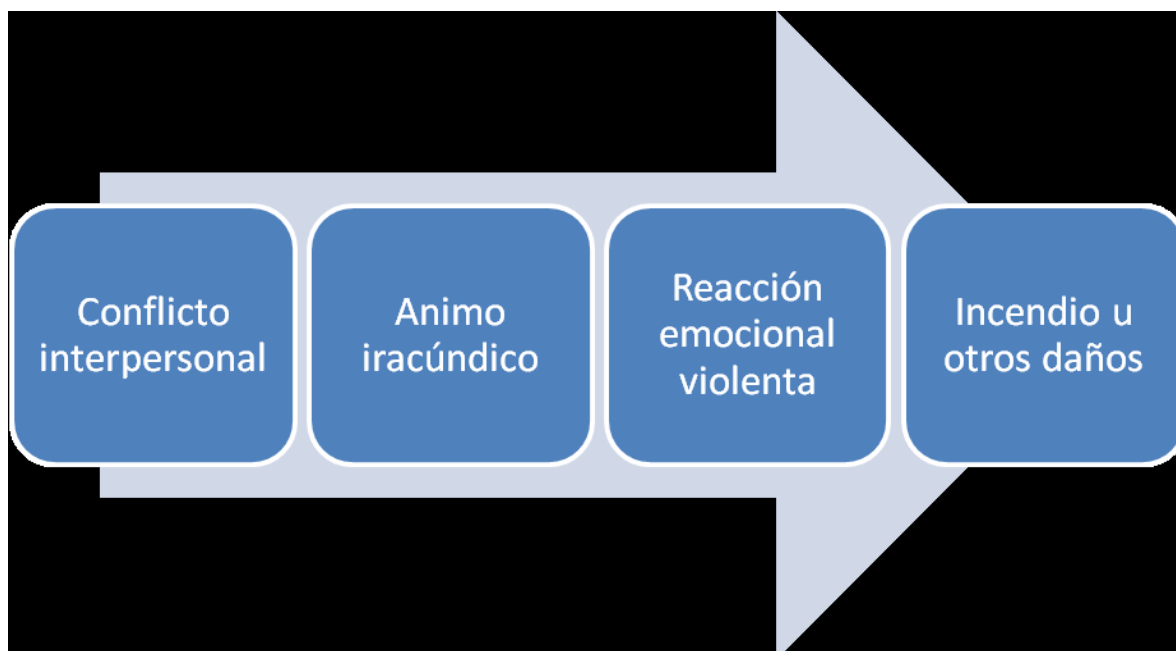 Conflicto
interpersonal
Animo
iracúndico
Reacción
emocional
violenta
Incendio u
otros daños